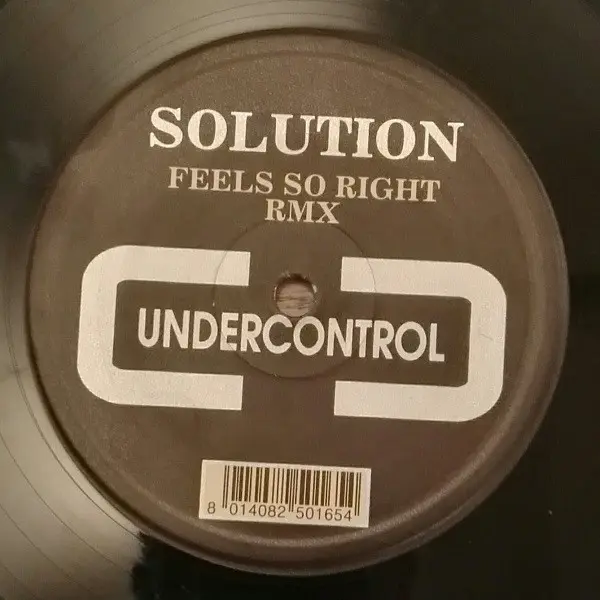 SOLUTION
FEELS SO RIGHT
RMX
UNDERCONTROL
8 014082 501654